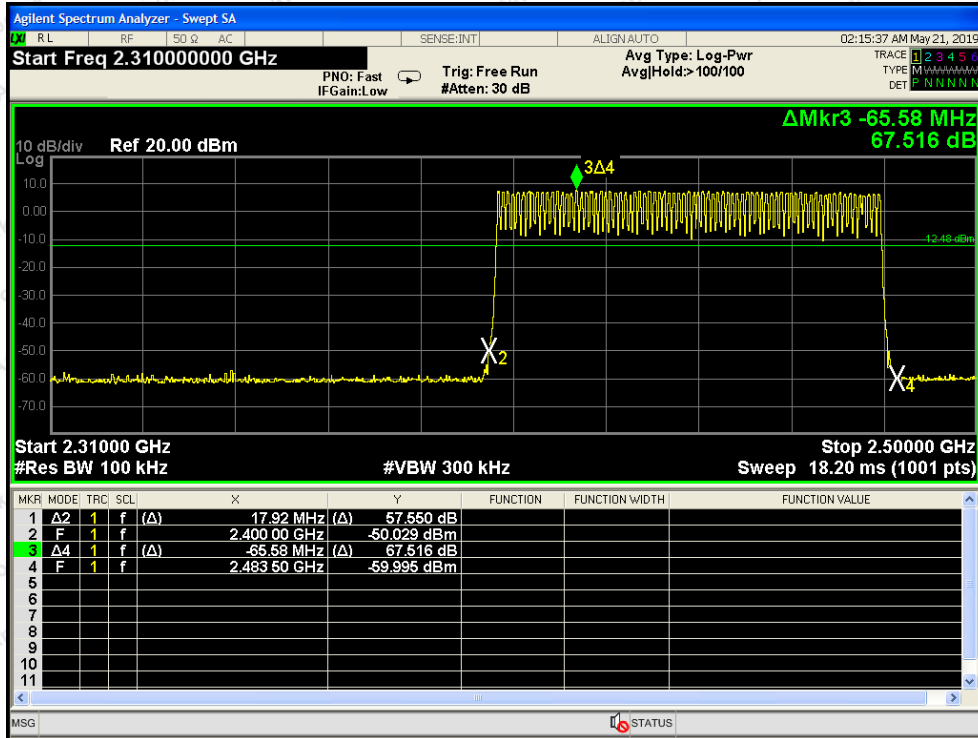 Agilent Spectrum Analyzer - Swept SA
LXI RL RF 50 Ω AC SENSE:INT ALIGN AUTO 02:15:37 AM May 21, 2019
Start Freq 2.310000000 GHz
PNO: Fast
IFGain:Low
Trig: Free Run
#Atten: 30 dB
Avg Type: Log-Pwr
Avg|Hold:>100/100
TRACE 1 2 3 4 5 6
TYPE M
DET P N N N N N
ΔMkr3 -65.58 MHz
67.516 dB
10 dB/div Ref 20.00 dBm
Log
10.0
0.00
-10.0
-20.0
-30.0
-40.0
-50.0
-60.0
-70.0
3Δ4
-12.48 dBm
2
4
Start 2.31000 GHz Stop 2.50000 GHz
#Res BW 100 kHz #VBW 300 kHz Sweep 18.20 ms (1001 pts)
MKR MODE TRC SCL X Y FUNCTION FUNCTION WIDTH FUNCTION VALUE
1 Δ2 1 f (Δ) 17.92 MHz (Δ) 57.550 dB
2 F 1 f 2.400 00 GHz -50.029 dBm
3 Δ4 1 f (Δ) -65.58 MHz (Δ) 67.516 dB
4 F 1 f 2.483 50 GHz -59.995 dBm
5
6
7
8
9
10
11
MSG STATUS